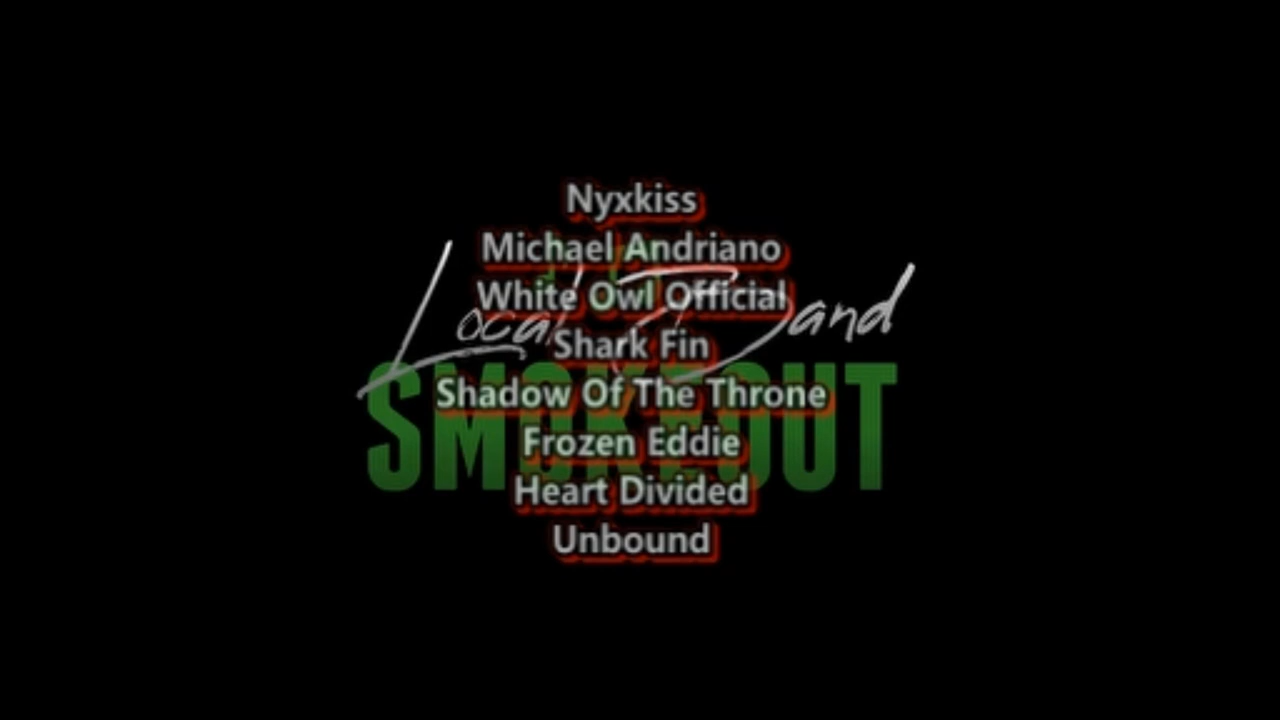 Nyxkiss
Michael Andriano
White Owl Official
Local Band
Shark Fin
SMOKEOUT
Shadow Of The Throne
Frozen Eddie
Heart Divided
Unbound